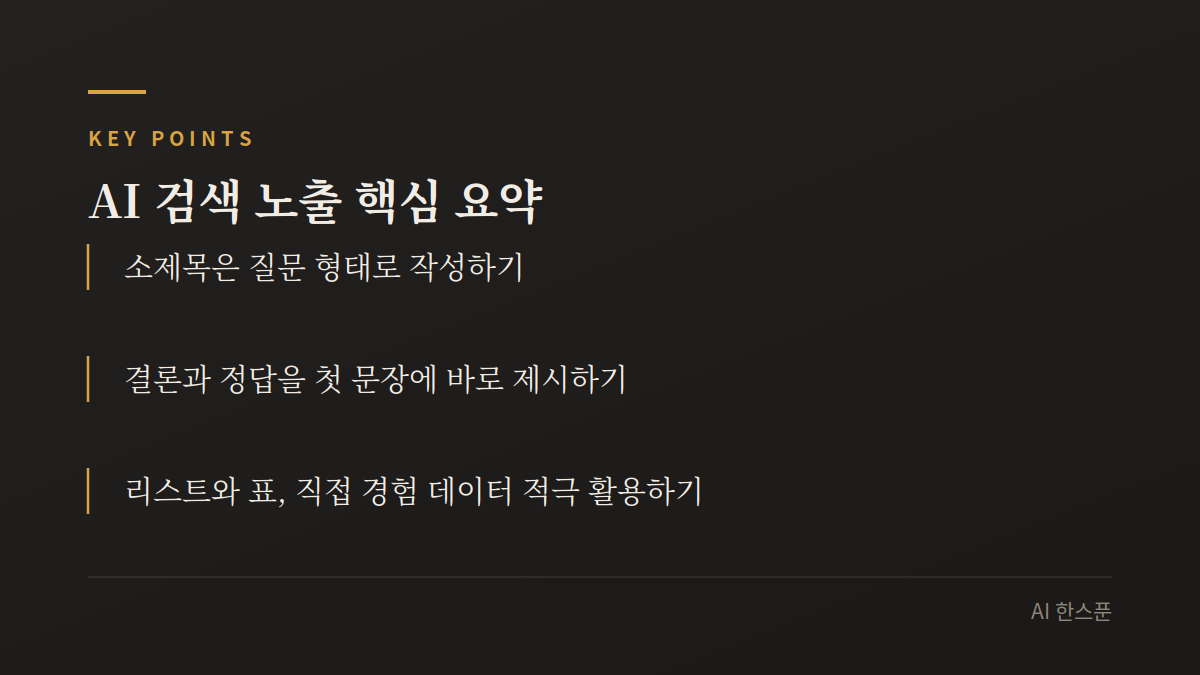 KEY POINTS
AI 검색 노출 핵심 요약
소제목은 질문 형태로 작성하기
결론과 정답을 첫 문장에 바로 제시하기
리스트와 표, 직접 경험 데이터 적극 활용하기
AI 한스푼